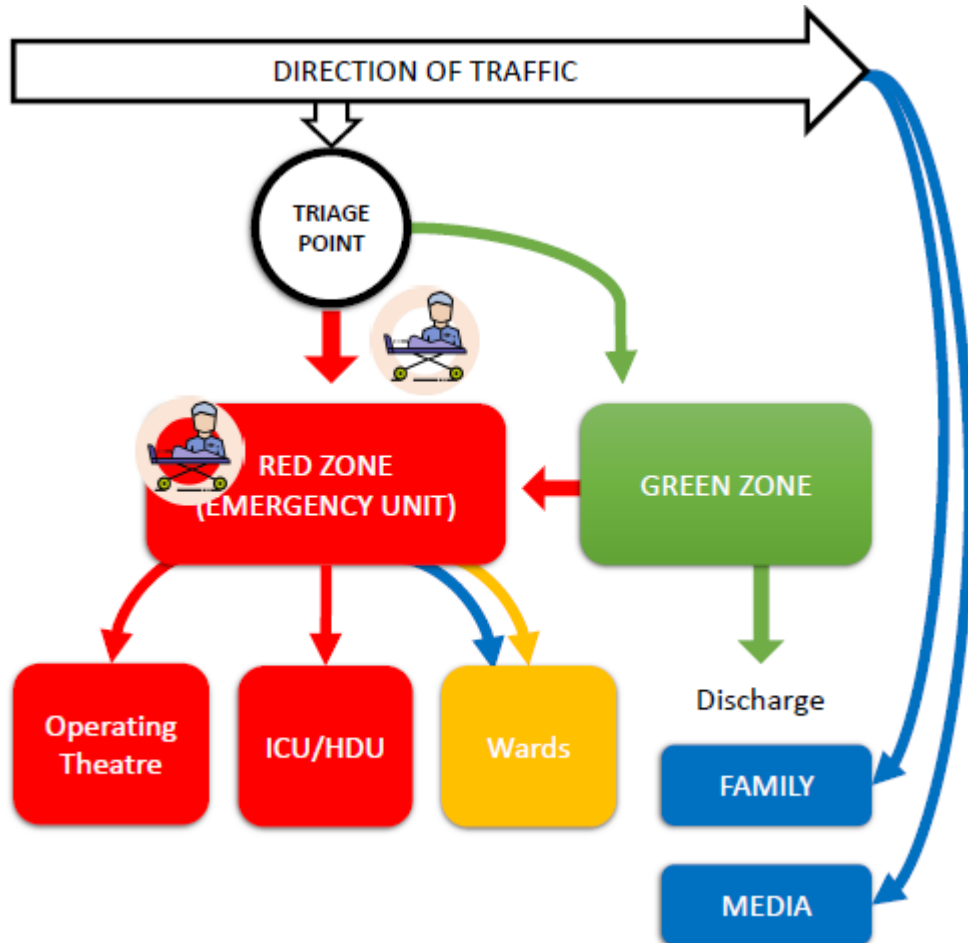 DIRECTION OF TRAFFIC
TRIAGE
POINT
RED ZONE
(EMERGENCY UNIT)
GREEN ZONE
Operating
Theatre
ICU/HDU
Wards
Discharge
FAMILY
MEDIA